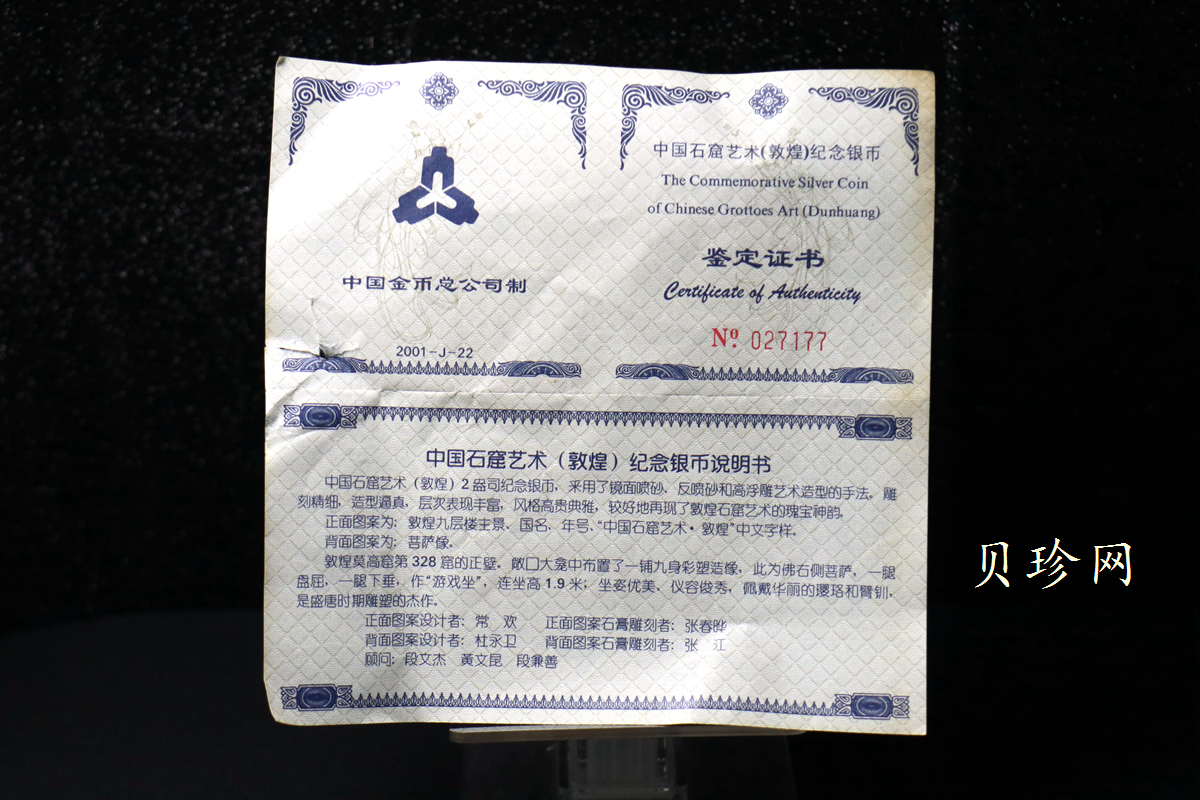 中国金币总公司制
2001-J-22
中国石窟艺术(敦煌)纪念银币
The Commemorative Silver Coin
of Chinese Grottoes Art (Dunhuang)
鉴定证书
Certificate of Authenticity
Nº 027177
中国石窟艺术（敦煌）纪念银币说明书
中国石窟艺术（敦煌）2盎司纪念银币，采用了镜面喷砂、反喷砂和高浮雕艺术造型的手法。雕
刻精细，造型逼真，层次表现丰富，风格高贵典雅，较好地再现了敦煌石窟艺术的瑰宝神韵。
正面图案为：敦煌九层楼主景、国名、年号、“中国石窟艺术·敦煌”中文字样。
背面图案为：菩萨像。
敦煌莫高窟第328窟的正壁。敞口大龛中布置了一铺九身彩塑造像，此为佛右侧菩萨，一腿
盘屈，一腿下垂，作“游戏坐”，连坐高1.9米；坐姿优美、仪容俊秀，佩戴华丽的璎珞和臂钏，
是盛唐时期雕塑的杰作。
正面图案设计者：常 欢 正面图案石膏雕刻者：张春晔
背面图案设计者：杜永卫 背面图案石膏雕刻者：张 江
顾问：段文杰 黄文昆 段兼善
贝珍网